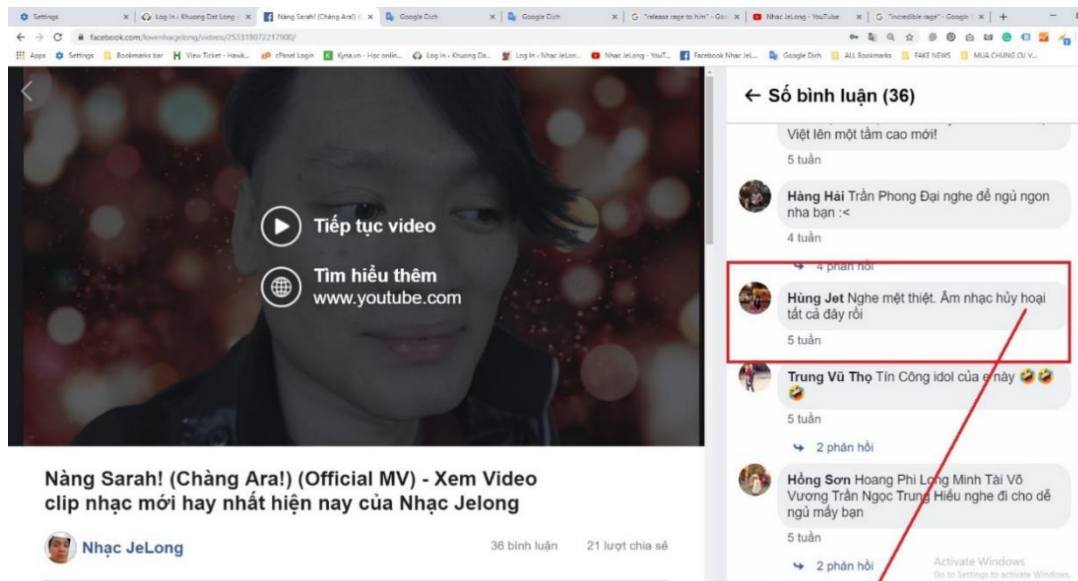 Settings
Log In ‹ Khuong Dat Long
Nàng Sarah! (Chàng Ara!) (
Google Dịch
Google Dịch
"release rage to him" - Goo
Nhac JeLong - YouTube
"incredible rage" - Google
facebook.com/lovenhacjelong/videos/253318072217900/
Apps
Settings
Bookmarks bar
View Ticket - Hawk...
cPanel Login
Kyna.vn - Học onlin...
Log In ‹ Khuong Da...
Log In ‹ Nhac JeLon...
Nhac JeLong - YouT...
Facebook Nhac JeL...
Google Dịch
ALL Bookmarks
FAKE NEWS
MUA CHUNG CU V...
Tiếp tục video
Tìm hiểu thêm
www.youtube.com
Nàng Sarah! (Chàng Ara!) (Official MV) - Xem Video
clip nhạc mới hay nhất hiện nay của Nhạc Jelong
Nhạc JeLong
36 bình luận 21 lượt chia sẻ
← Số bình luận (36)
Việt lên một tầm cao mới!
5 tuần
Hàng Hải Trần Phong Đại nghe để ngủ ngon
nha bạn :<
4 tuần
4 phản hồi
Hùng Jet Nghe mệt thiệt. Âm nhạc hủy hoại
tất cả đây rồi
5 tuần
Trung Vũ Thọ Tín Công idol của e này 🤣🤣
🤣
5 tuần
2 phản hồi
Hồng Sơn Hoang Phi Long Minh Tài Võ
Vương Trần Ngọc Trung Hiếu nghe đi cho dễ
ngủ mấy bạn
5 tuần
2 phản hồi
Activate Windows
Go to Settings to activate Windows.